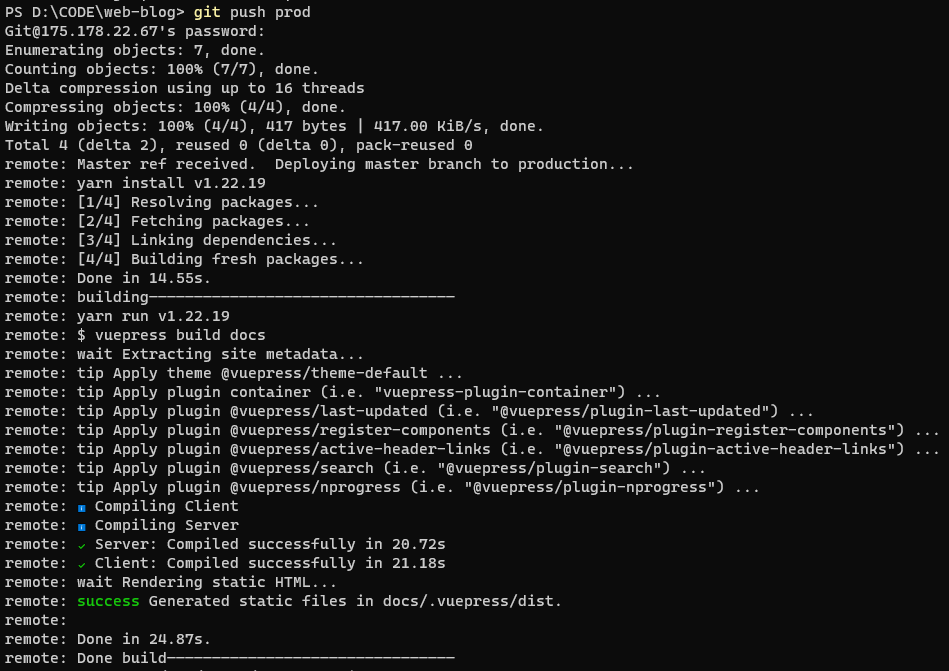 PS D:\CODE\web-blog> git push prod
Git@175.178.22.67's password:
Enumerating objects: 7, done.
Counting objects: 100% (7/7), done.
Delta compression using up to 16 threads
Compressing objects: 100% (4/4), done.
Writing objects: 100% (4/4), 417 bytes | 417.00 KiB/s, done.
Total 4 (delta 2), reused 0 (delta 0), pack-reused 0
remote: Master ref received.  Deploying master branch to production...
remote: yarn install v1.22.19
remote: [1/4] Resolving packages...
remote: [2/4] Fetching packages...
remote: [3/4] Linking dependencies...
remote: [4/4] Building fresh packages...
remote: Done in 14.55s.
remote: building——————————————————————————————————
remote: yarn run v1.22.19
remote: $ vuepress build docs
remote: wait Extracting site metadata...
remote: tip Apply theme @vuepress/theme-default ...
remote: tip Apply plugin container (i.e. "vuepress-plugin-container") ...
remote: tip Apply plugin @vuepress/last-updated (i.e. "@vuepress/plugin-last-updated") ...
remote: tip Apply plugin @vuepress/register-components (i.e. "@vuepress/plugin-register-components") ...
remote: tip Apply plugin @vuepress/active-header-links (i.e. "@vuepress/plugin-active-header-links") ...
remote: tip Apply plugin @vuepress/search (i.e. "@vuepress/plugin-search") ...
remote: tip Apply plugin @vuepress/nprogress (i.e. "@vuepress/plugin-nprogress") ...
remote: ℹ Compiling Client
remote: ℹ Compiling Server
remote: ✓ Server: Compiled successfully in 20.72s
remote: ✓ Client: Compiled successfully in 21.18s
remote: wait Rendering static HTML...
remote: success Generated static files in docs/.vuepress/dist.
remote:
remote: Done in 24.87s.
remote: Done build————————————————————————————————